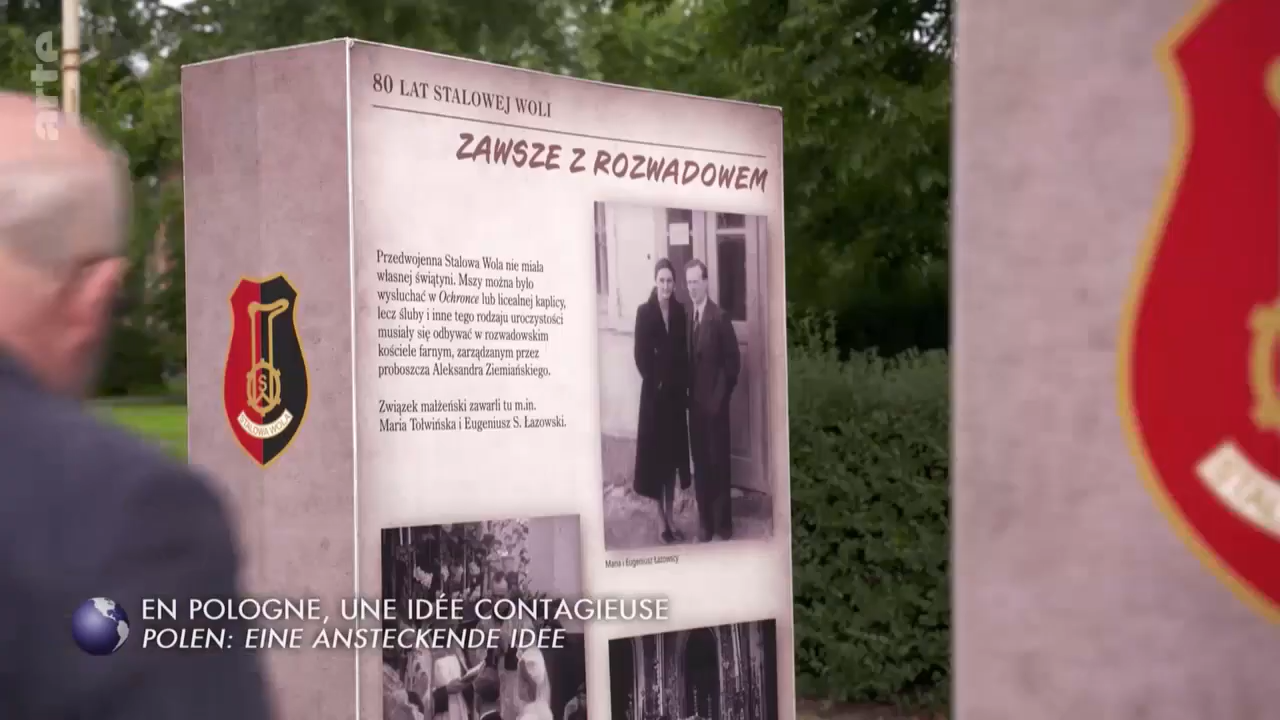 arte
80 LAT STALOWEJ WOLI
ZAWSZE Z ROZWADOWEM
Przedwojenna Stalowa Wola nie miała
własnej świątyni. Mszy można było
wysłuchać w Ochronce lub licealnej kaplicy,
lecz śluby i inne tego rodzaju uroczystości
musiały się odbywać w rozwadowskim
kościele farnym, zarządzanym przez
proboszcza Aleksandra Ziemiańskiego.
Związek małżeński zawarli tu m.in.
Maria Tolwińska i Eugeniusz S. Łazowski.
Maria i Eugeniusz Łazowscy
S
STALOWA WOLA
EN POLOGNE, UNE IDÉE CONTAGIEUSE
POLEN: EINE ANSTECKENDE IDEE